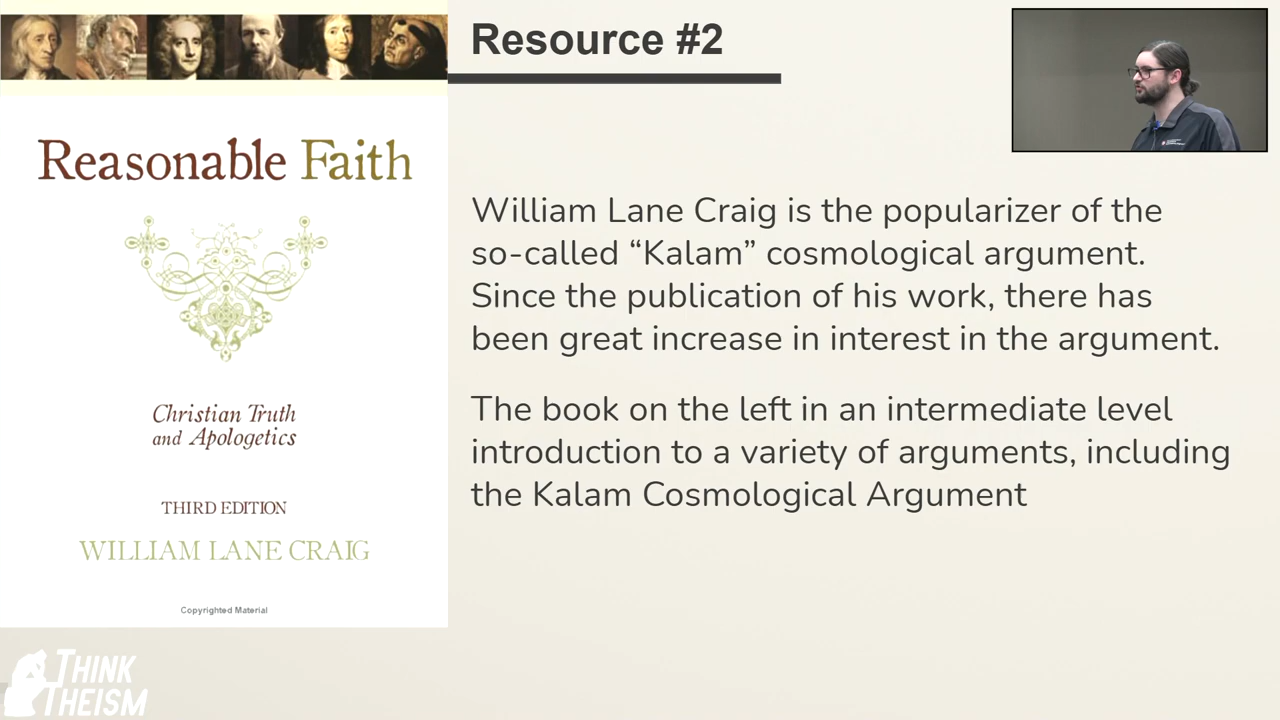 Resource #2
Reasonable Faith
Christian Truth
and Apologetics
THIRD EDITION
WILLIAM LANE CRAIG
Copyrighted Material
William Lane Craig is the popularizer of the
so-called “Kalam” cosmological argument.
Since the publication of his work, there has
been great increase in interest in the argument.
The book on the left in an intermediate level
introduction to a variety of arguments, including
the Kalam Cosmological Argument
THINK
THEISM